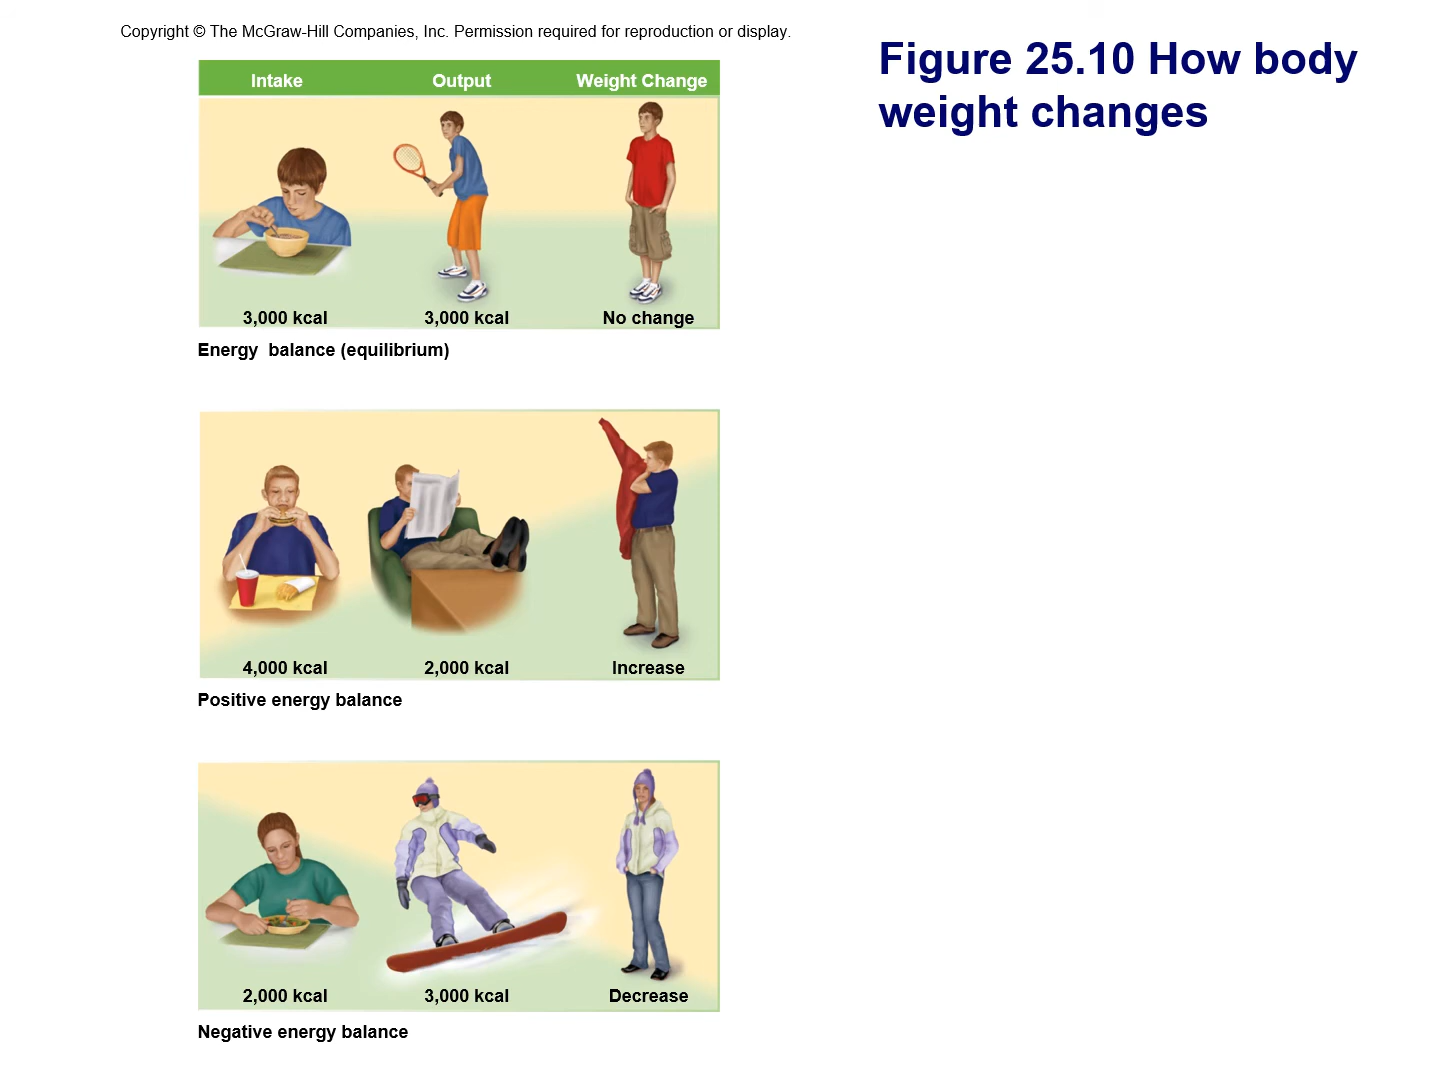 Copyright © The McGraw-Hill Companies, Inc. Permission required for reproduction or display.
Figure 25.10 How body
weight changes
Intake Output Weight Change
3,000 kcal 3,000 kcal No change
Energy balance (equilibrium)
4,000 kcal 2,000 kcal Increase
Positive energy balance
2,000 kcal 3,000 kcal Decrease
Negative energy balance